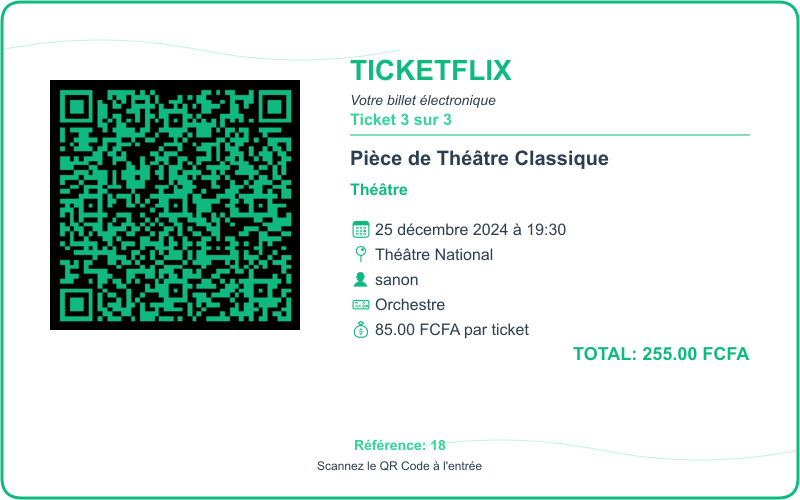 TICKETFLIX
Votre billet électronique
Ticket 3 sur 3
Pièce de Théâtre Classique
Théâtre
25 décembre 2024 à 19:30
Théâtre National
sanon
Orchestre
85.00 FCFA par ticket
TOTAL: 255.00 FCFA
Référence: 18
Scannez le QR Code à l'entrée